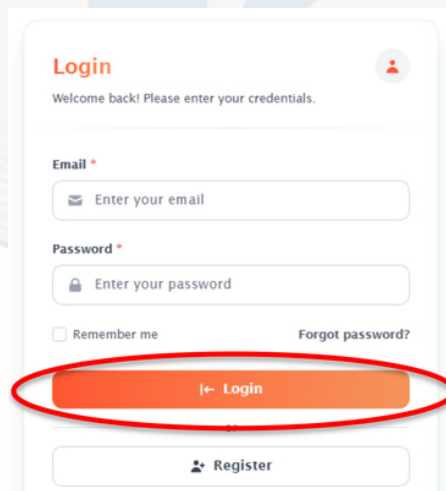 Login
Welcome back! Please enter your credentials.
Email *
Enter your email
Password *
Enter your password
Remember me Forgot password?
Login
Register